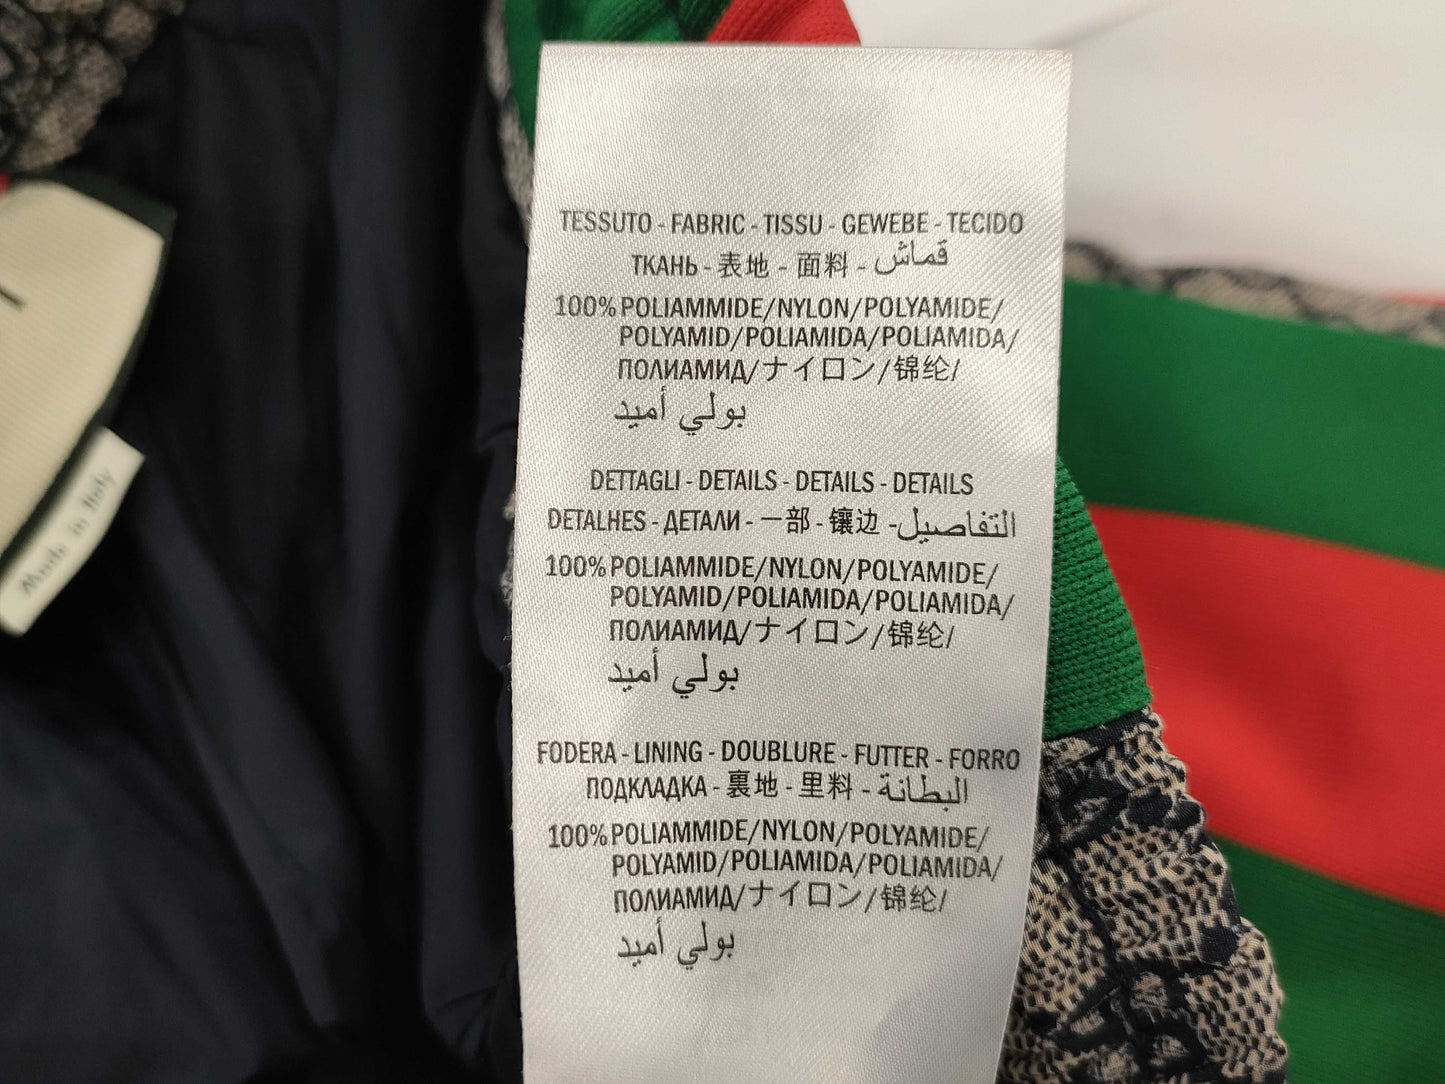 TESSUTO - FABRIC - TISSU - GEWEBE - TECIDO
ТКАНЬ - 表地 - 面料 - قماش
100% POLIAMMIDE/NYLON/POLYAMIDE/
POLYAMID/POLIAMIDA/POLIAMIDA/
ПОЛИАМИД/ナイロン/锦纶/
بولي أميد
DETTAGLI - DETAILS - DETAILS - DETAILS
DETALHES - ДЕТАЛИ - 一部 - 镶边 - التفاصيل
100% POLIAMMIDE/NYLON/POLYAMIDE/
POLYAMID/POLIAMIDA/POLIAMIDA/
ПОЛИАМИД/ナイロン/锦纶/
بولي أميد
FODERA - LINING - DOUBLURE - FUTTER - FORRO
ПОДКЛАДКА - 裏地 - 里料 - البطانة
100% POLIAMMIDE/NYLON/POLYAMIDE/
POLYAMID/POLIAMIDA/POLIAMIDA/
ПОЛИАМИД/ナイロン/锦纶/
بولي أميد
Made in Italy